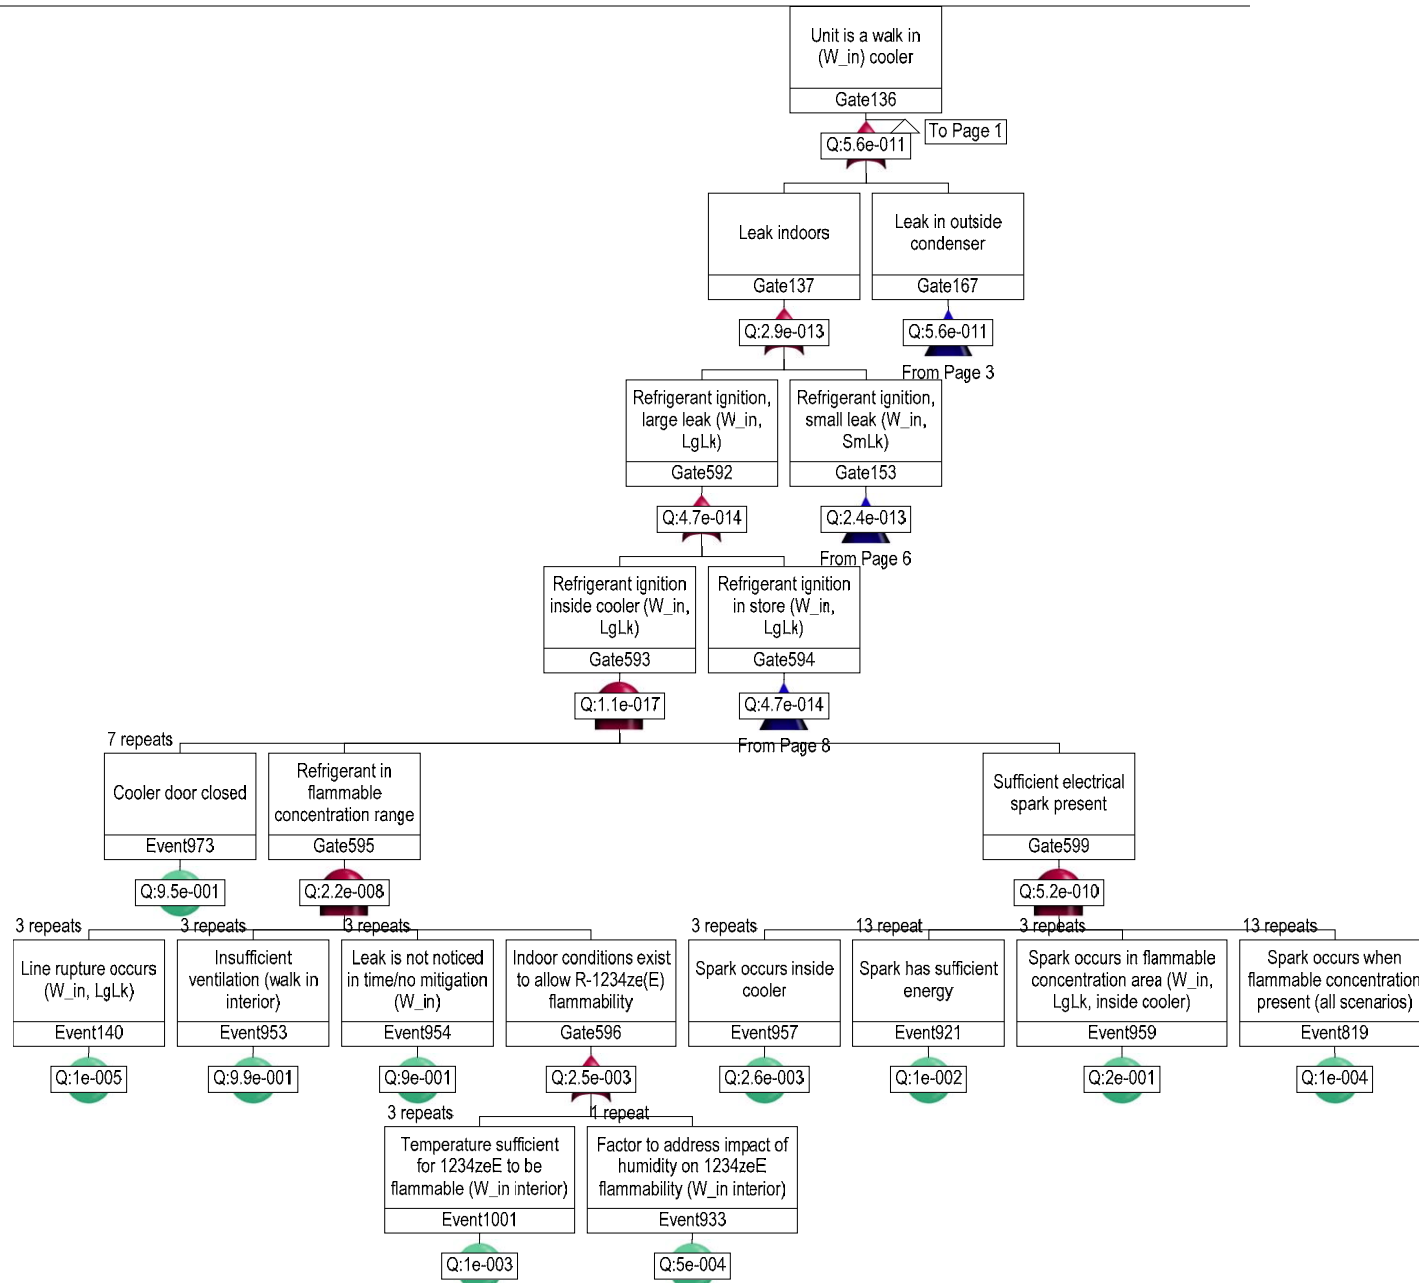 Unit is a walk in
(W_in) cooler
Gate136
To Page 1
Q:5.6e-011
Leak indoors
Gate137
Q:2.9e-013
Leak in outside
condenser
Gate167
Q:5.6e-011
From Page 3
Refrigerant ignition,
large leak (W_in,
LgLk)
Gate592
Q:4.7e-014
Refrigerant ignition,
small leak (W_in,
SmLk)
Gate153
Q:2.4e-013
From Page 6
Refrigerant ignition
inside cooler (W_in,
LgLk)
Gate593
Q:1.1e-017
Refrigerant ignition
in store (W_in,
LgLk)
Gate594
Q:4.7e-014
From Page 8
7 repeats
Cooler door closed
Event973
Q:9.5e-001
Refrigerant in
flammable
concentration range
Gate595
Q:2.2e-008
Sufficient electrical
spark present
Gate599
Q:5.2e-010
3 repeats
Line rupture occurs
(W_in, LgLk)
Event140
Q:1e-005
3 repeats
Insufficient
ventilation (walk in
interior)
Event953
Q:9.9e-001
3 repeats
Leak is not noticed
in time/no mitigation
(W_in)
Event954
Q:9e-001
Indoor conditions exist
to allow R-1234ze(E)
flammability
Gate596
Q:2.5e-003
3 repeats
Spark occurs inside
cooler
Event957
Q:2.6e-003
13 repeat
Spark has sufficient
energy
Event921
Q:1e-002
3 repeats
Spark occurs in flammable
concentration area (W_in,
LgLk, inside cooler)
Event959
Q:2e-001
13 repeats
Spark occurs when
flammable concentration
present (all scenarios)
Event819
Q:1e-004
3 repeats
Temperature sufficient
for 1234zeE to be
flammable (W_in interior)
Event1001
Q:1e-003
1 repeat
Factor to address impact of
humidity on 1234zeE
flammability (W_in interior)
Event933
Q:5e-004